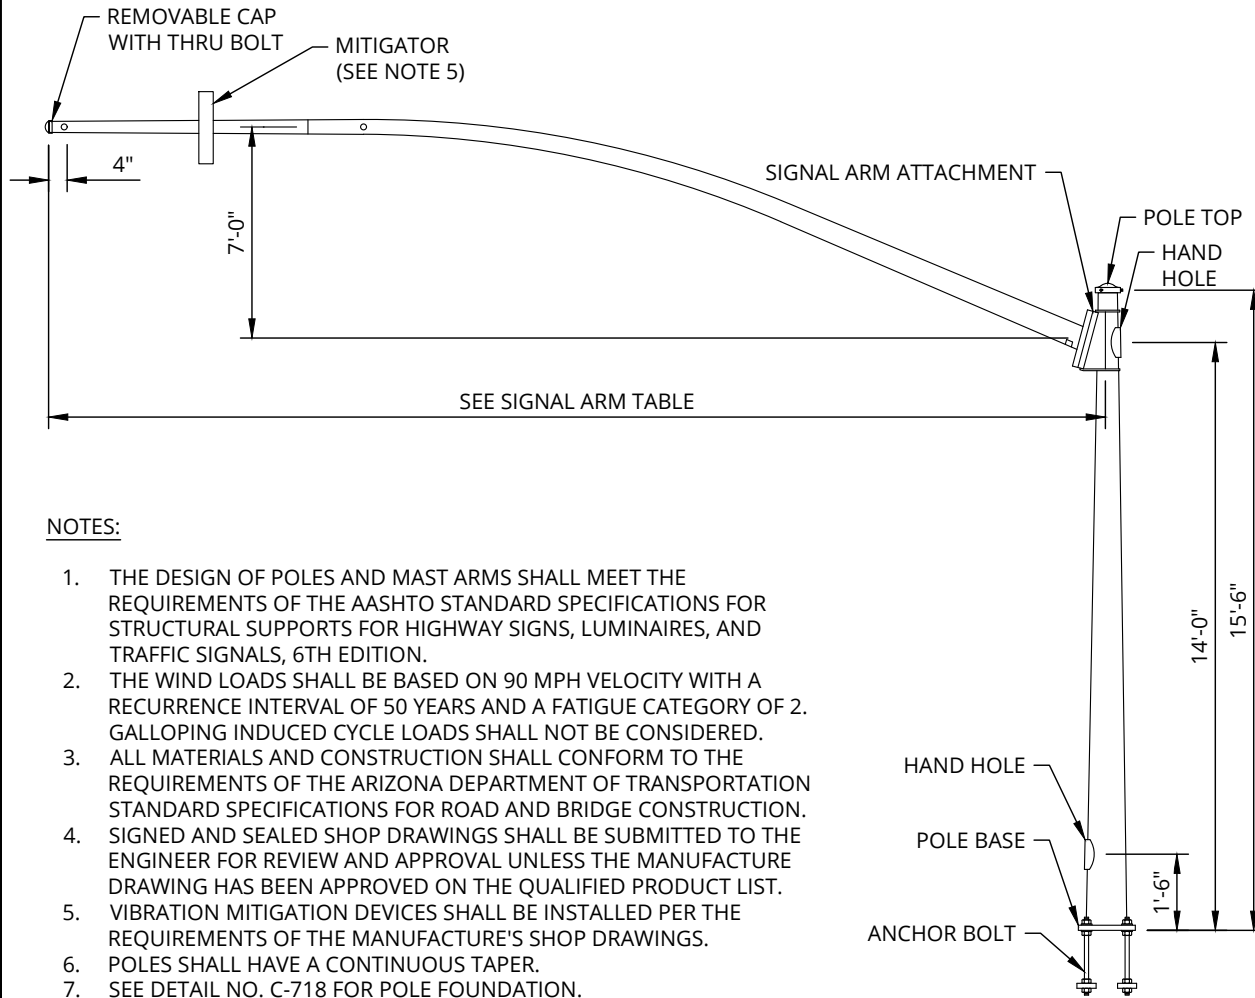 REMOVABLE CAP
WITH THRU BOLT
MITIGATOR
(SEE NOTE 5)
4"
7'-0"
SIGNAL ARM ATTACHMENT
POLE TOP
HAND
HOLE
SEE SIGNAL ARM TABLE
14'-0"
15'-6"
HAND HOLE
POLE BASE
1'-6"
ANCHOR BOLT
NOTES:
1. THE DESIGN OF POLES AND MAST ARMS SHALL MEET THE
REQUIREMENTS OF THE AASHTO STANDARD SPECIFICATIONS FOR
STRUCTURAL SUPPORTS FOR HIGHWAY SIGNS, LUMINAIRES, AND
TRAFFIC SIGNALS, 6TH EDITION.
2. THE WIND LOADS SHALL BE BASED ON 90 MPH VELOCITY WITH A
RECURRENCE INTERVAL OF 50 YEARS AND A FATIGUE CATEGORY OF 2.
GALLOPING INDUCED CYCLE LOADS SHALL NOT BE CONSIDERED.
3. ALL MATERIALS AND CONSTRUCTION SHALL CONFORM TO THE
REQUIREMENTS OF THE ARIZONA DEPARTMENT OF TRANSPORTATION
STANDARD SPECIFICATIONS FOR ROAD AND BRIDGE CONSTRUCTION.
4. SIGNED AND SEALED SHOP DRAWINGS SHALL BE SUBMITTED TO THE
ENGINEER FOR REVIEW AND APPROVAL UNLESS THE MANUFACTURE
DRAWING HAS BEEN APPROVED ON THE QUALIFIED PRODUCT LIST.
5. VIBRATION MITIGATION DEVICES SHALL BE INSTALLED PER THE
REQUIREMENTS OF THE MANUFACTURE'S SHOP DRAWINGS.
6. POLES SHALL HAVE A CONTINUOUS TAPER.
7. SEE DETAIL NO. C-718 FOR POLE FOUNDATION.